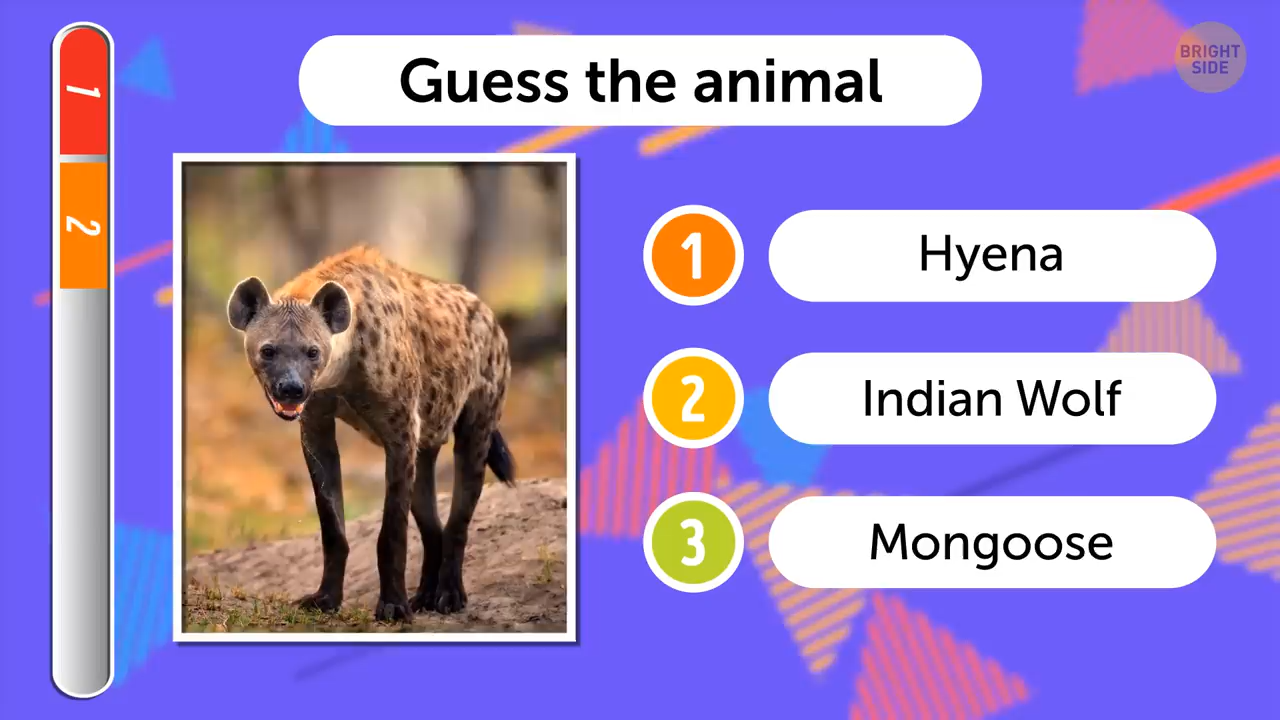 Guess the animal
BRIGHT
SIDE
1
2
1 Hyena
2 Indian Wolf
3 Mongoose